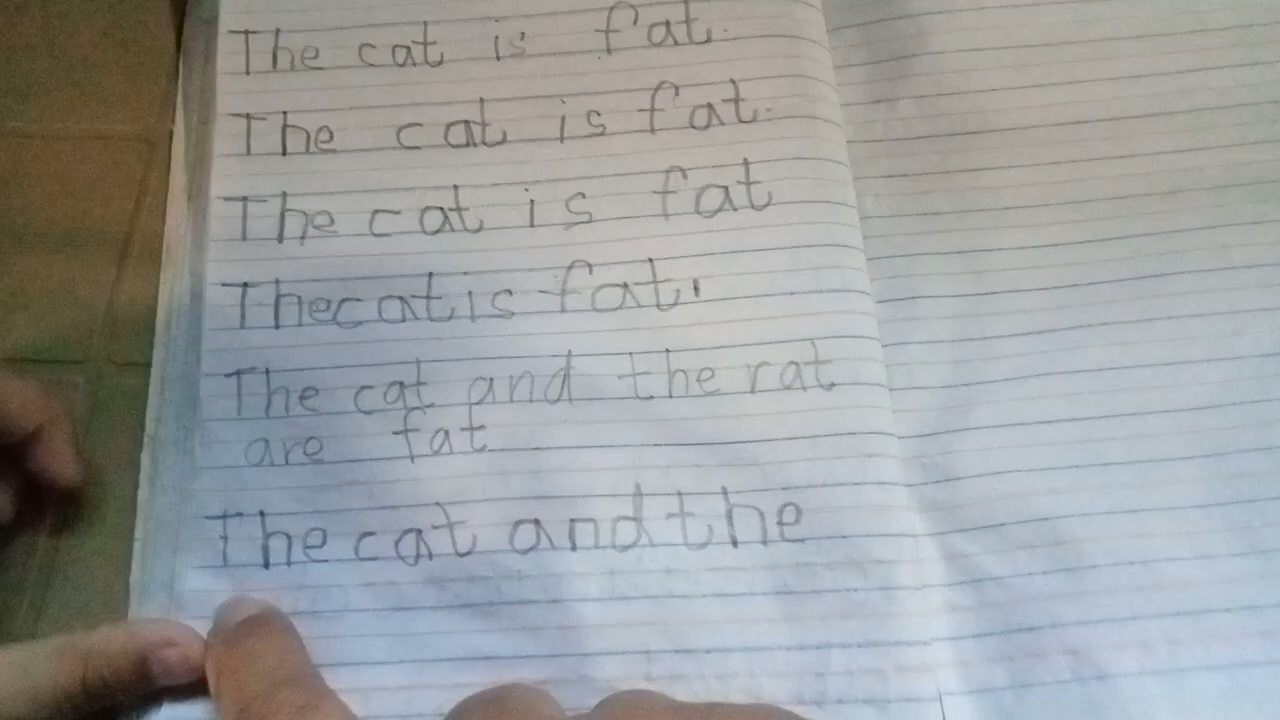 The cat is fat.
The cat is fat.
The cat is fat
Thecatis fat.
The cat and the rat
are fat
The cat and the